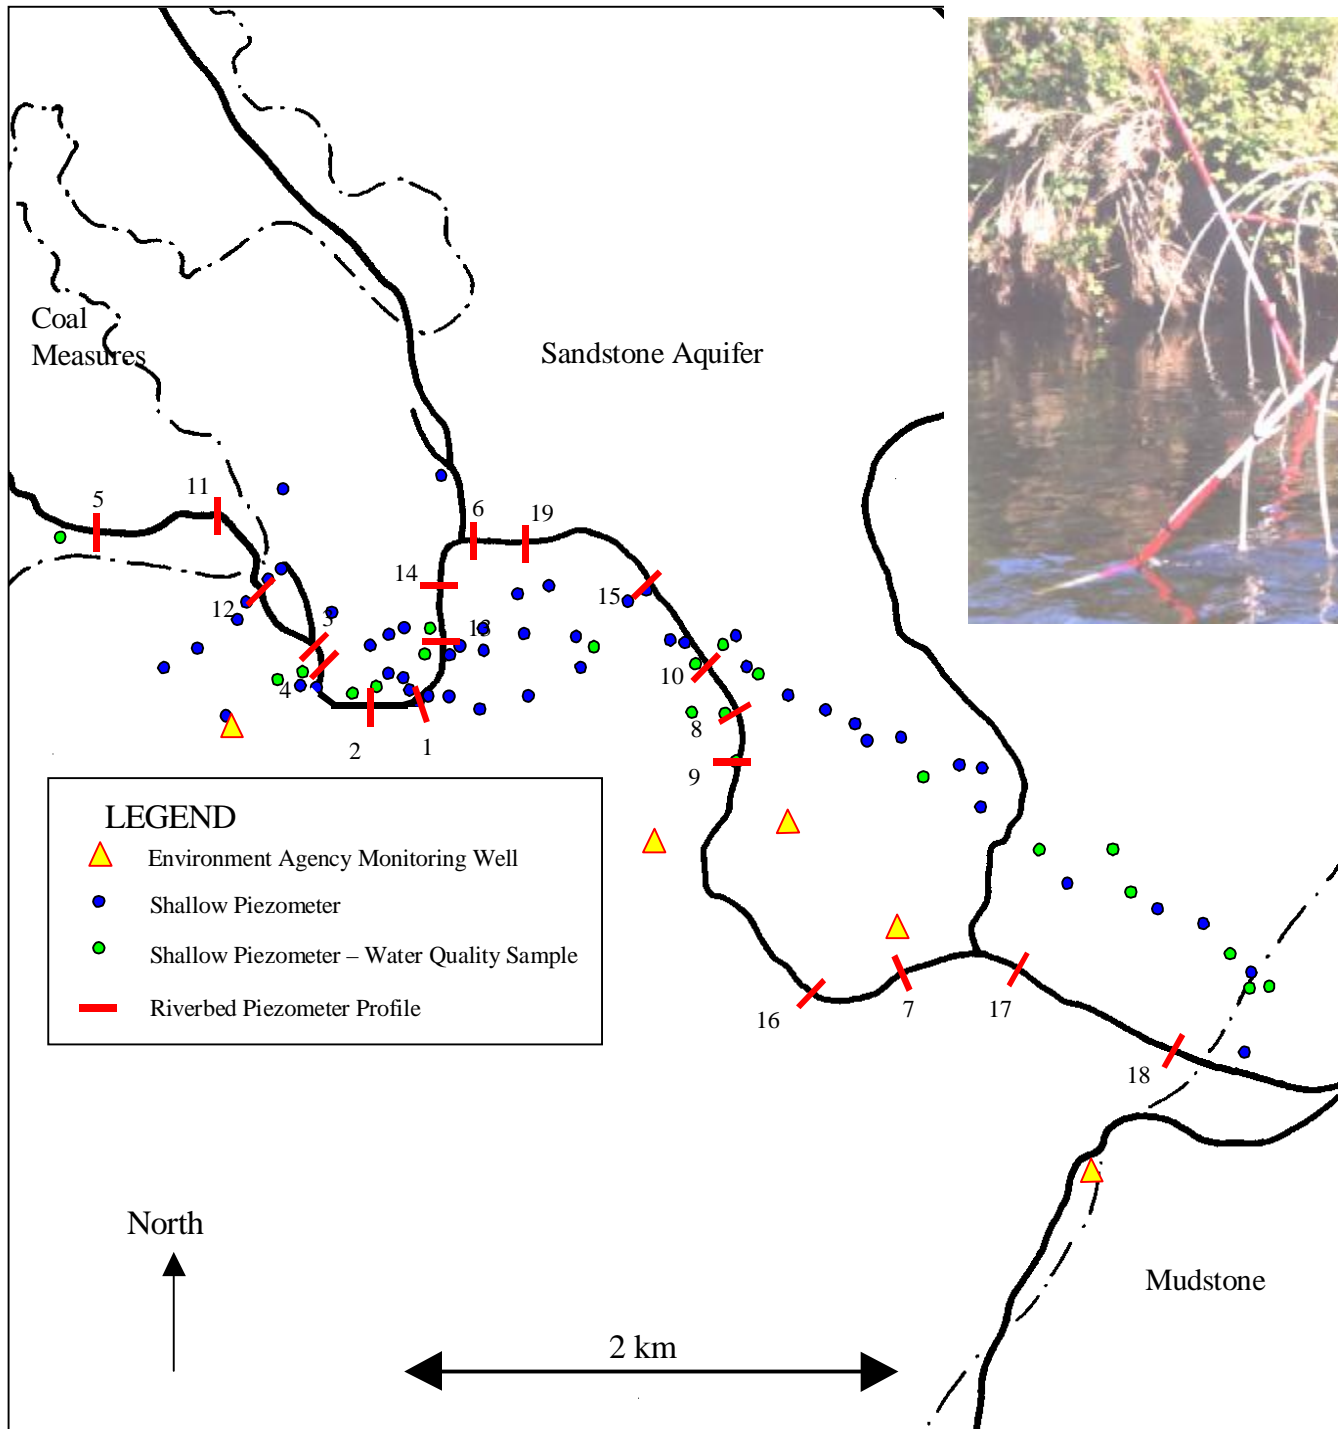 Coal
Measures
Sandstone Aquifer
5
11
6
19
14
15
12
3
13
4
10
8
2
1
9
LEGEND
Environment Agency Monitoring Well
Shallow Piezometer
Shallow Piezometer – Water Quality Sample
Riverbed Piezometer Profile
16
7
17
18
North
Mudstone
2 km